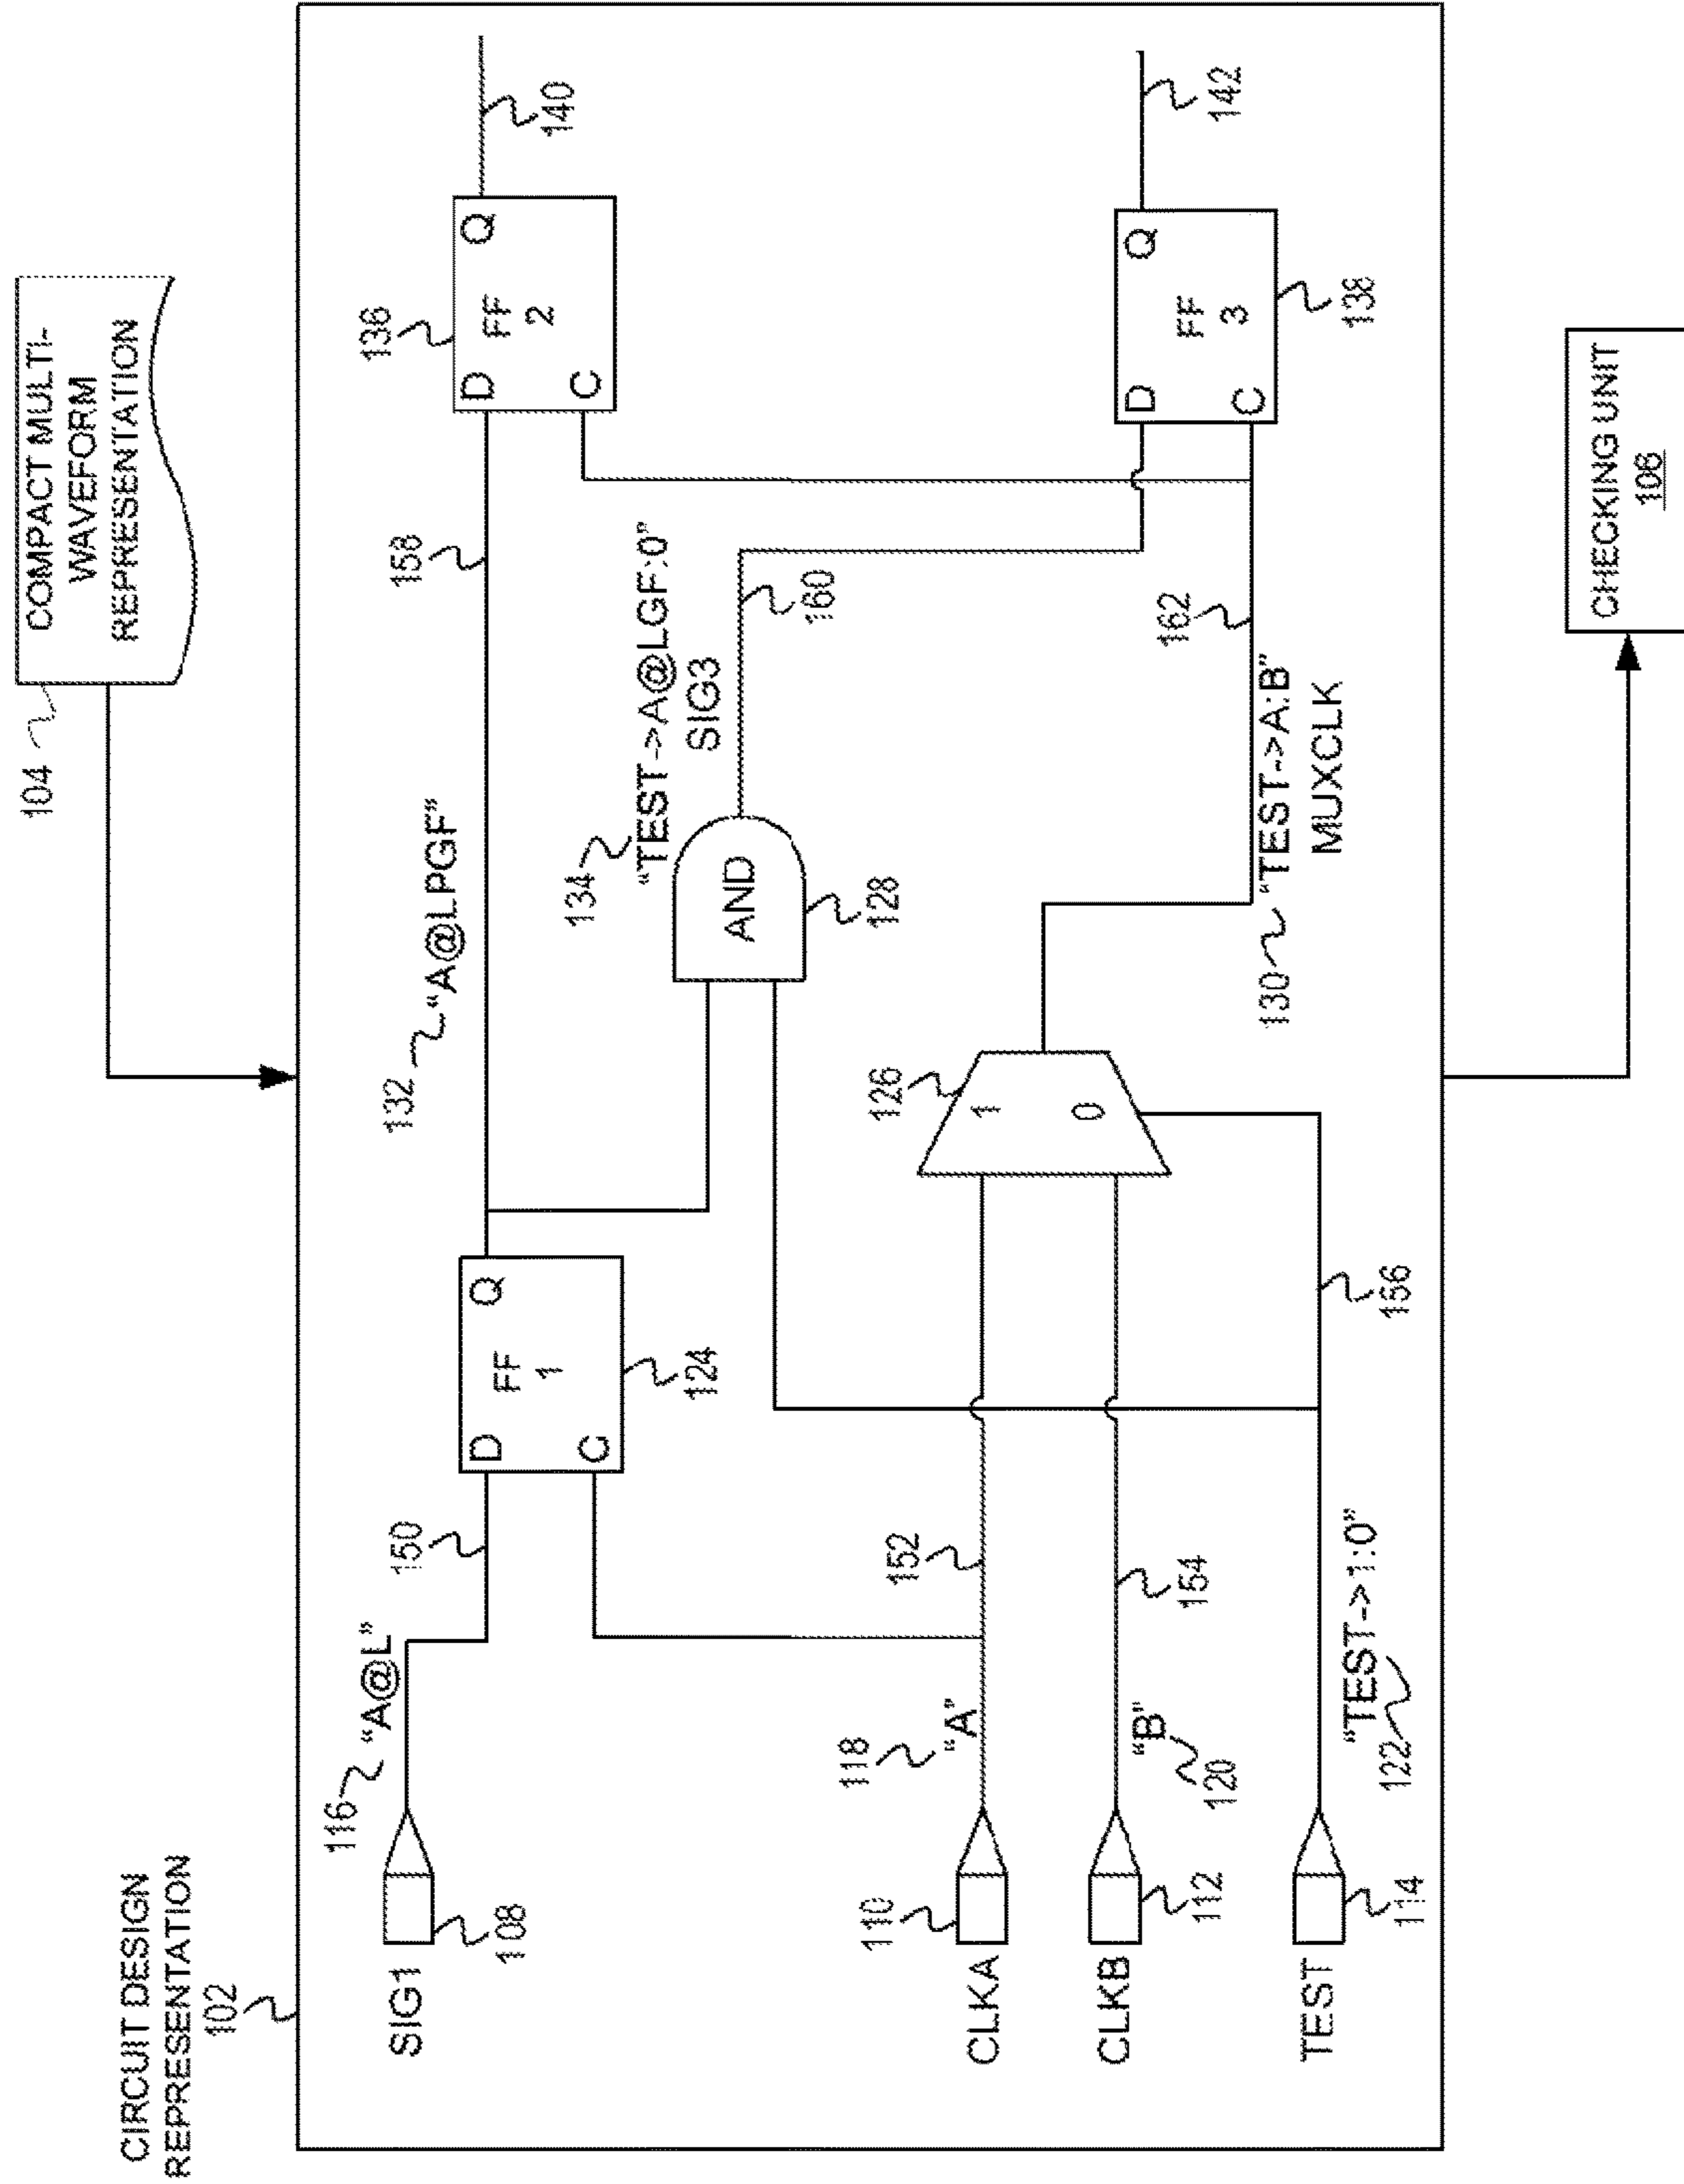 COMPACT MULTI-
WAVEFORM
REPRESENTATION
104
CIRCUIT DESIGN
REPRESENTATION
102
SIG1
108
116
"A@L"
150
D
Q
FF
1
C
124
132
"A@LPGF"
158
136
D
Q
FF
2
C
140
134
"TEST->A@LGF:0"
SIG3
AND
128
160
CLKA
110
118
"A"
152
CLKB
112
"B"
120
154
126
1
0
130
"TEST->A:B"
MUXCLK
162
D
Q
FF
3
C
138
142
TEST
114
"TEST->1:0"
122
156
CHECKING UNIT
106